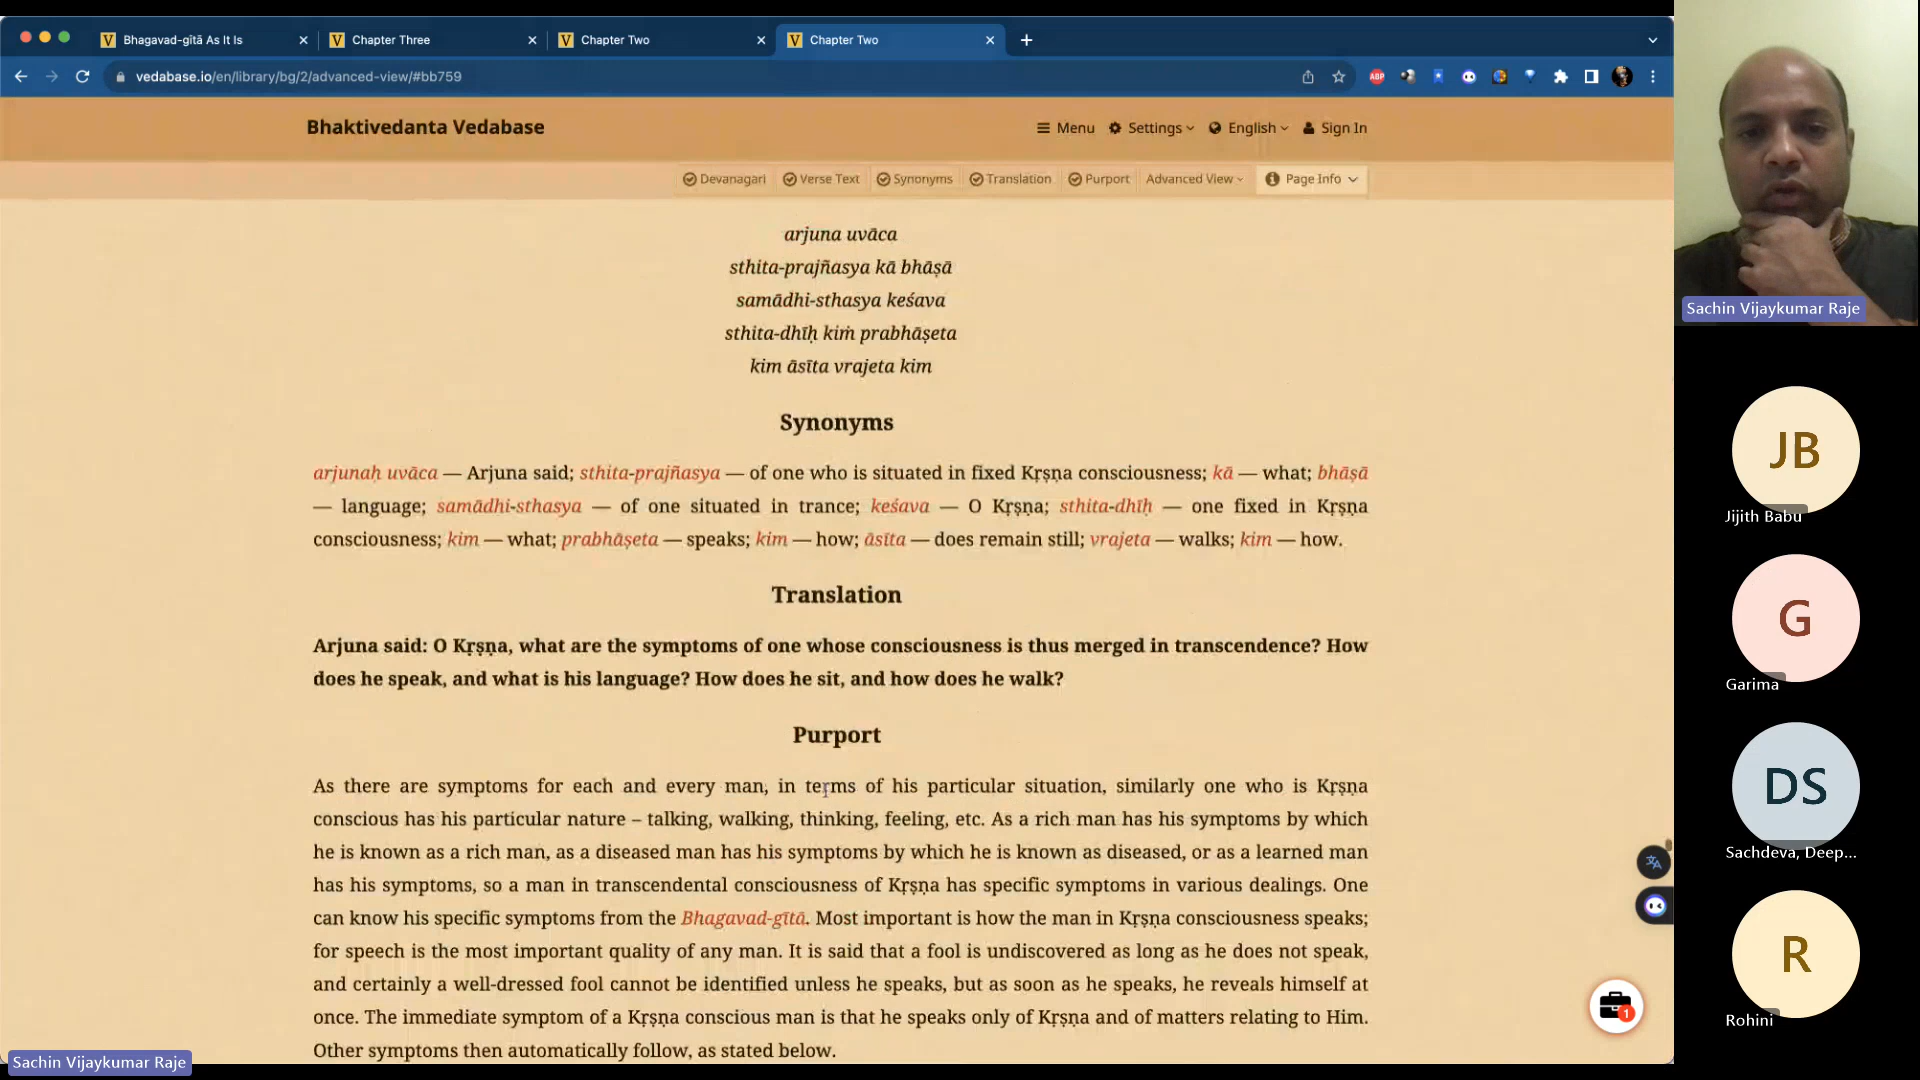 Bhagavad-gītā As It Is
Chapter Three
Chapter Two
Chapter Two
vedabase.io/en/library/bg/2/advanced-view/#bb759
ABP
Bhaktivedanta Vedabase
Menu
Settings
English
Sign In
Devanagari
Verse Text
Synonyms
Translation
Purport
Advanced View
Page Info
arjuna uvāca
sthita-prajñasya kā bhāṣā
samādhi-sthasya keśava
sthita-dhīḥ kiṁ prabhāṣeta
kim āsīta vrajeta kim
Synonyms
arjunaḥ uvāca — Arjuna said; sthita-prajñasya — of one who is situated in fixed Kṛṣṇa consciousness; kā — what; bhāṣā
— language; samādhi-sthasya — of one situated in trance; keśava — O Kṛṣṇa; sthita-dhīḥ — one fixed in Kṛṣṇa
consciousness; kim — what; prabhāṣeta — speaks; kim — how; āsīta — does remain still; vrajeta — walks; kim — how.
Translation
Arjuna said: O Kṛṣṇa, what are the symptoms of one whose consciousness is thus merged in transcendence? How
does he speak, and what is his language? How does he sit, and how does he walk?
Purport
As there are symptoms for each and every man, in terms of his particular situation, similarly one who is Kṛṣṇa
conscious has his particular nature – talking, walking, thinking, feeling, etc. As a rich man has his symptoms by which
he is known as a rich man, as a diseased man has his symptoms by which he is known as diseased, or as a learned man
has his symptoms, so a man in transcendental consciousness of Kṛṣṇa has specific symptoms in various dealings. One
can know his specific symptoms from the Bhagavad-gītā. Most important is how the man in Kṛṣṇa consciousness speaks;
for speech is the most important quality of any man. It is said that a fool is undiscovered as long as he does not speak,
and certainly a well-dressed fool cannot be identified unless he speaks, but as soon as he speaks, he reveals himself at
once. The immediate symptom of a Kṛṣṇa conscious man is that he speaks only of Kṛṣṇa and of matters relating to Him.
Other symptoms then automatically follow, as stated below.
1
Sachin Vijaykumar Raje
Sachin Vijaykumar Raje
JB
Jijith Babu
G
Garima
DS
Sachdeva, Deep...
R
Rohini